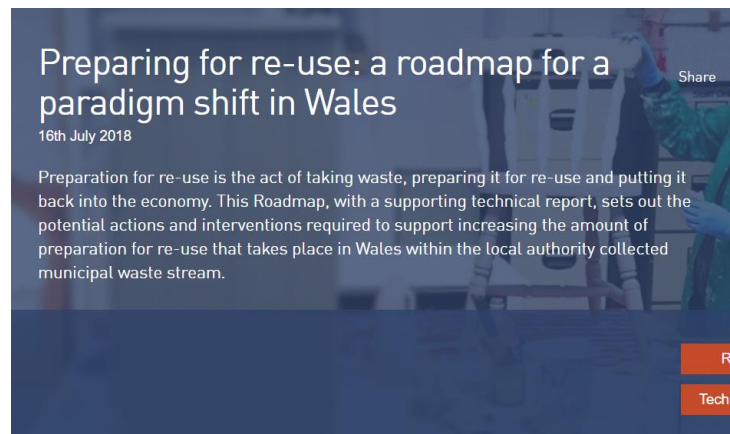 Preparing for re-use: a roadmap for a
paradigm shift in Wales
Share
16th July 2018
Preparation for re-use is the act of taking waste, preparing it for re-use and putting it
back into the economy. This Roadmap, with a supporting technical report, sets out the
potential actions and interventions required to support increasing the amount of
preparation for re-use that takes place in Wales within the local authority collected
municipal waste stream.
R
Tech